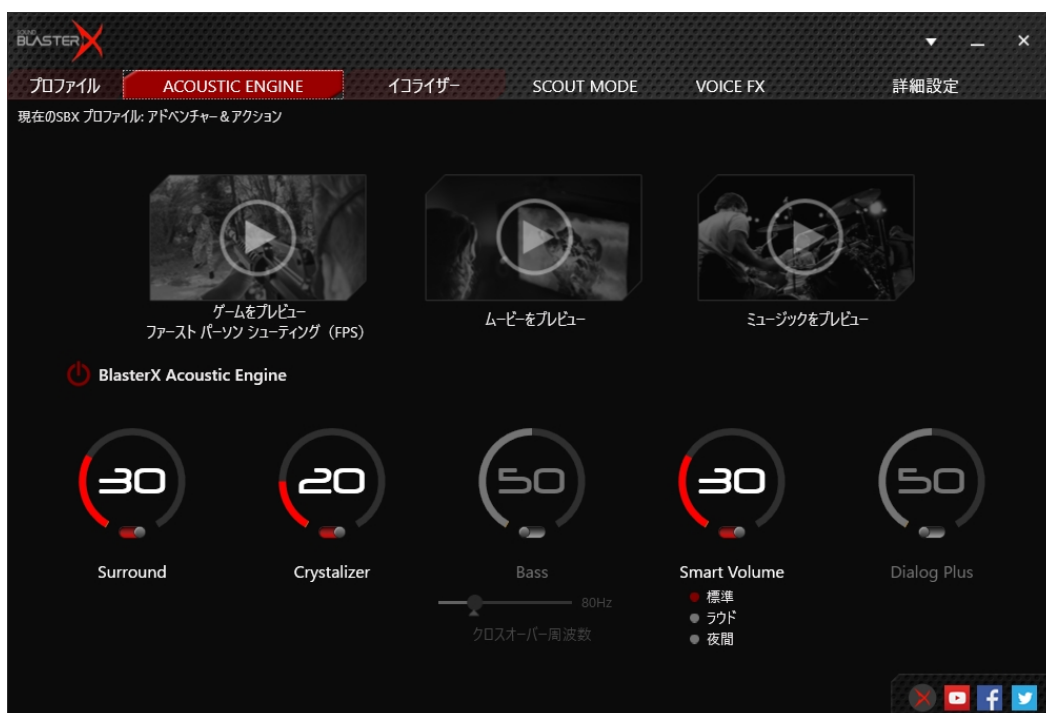 SOUND
BLASTERX
プロファイル ACOUSTIC ENGINE イコライザー SCOUT MODE VOICE FX 詳細設定
現在のSBX プロファイル: アドベンチャー & アクション
ゲームをプレビュー
ファースト パーソン シューティング（FPS）
ムービーをプレビュー
ミュージックをプレビュー
BlasterX Acoustic Engine
30 20 50 30 50
Surround Crystalizer Bass Smart Volume Dialog Plus
80Hz
クロスオーバー周波数
標準
ラウド
夜間